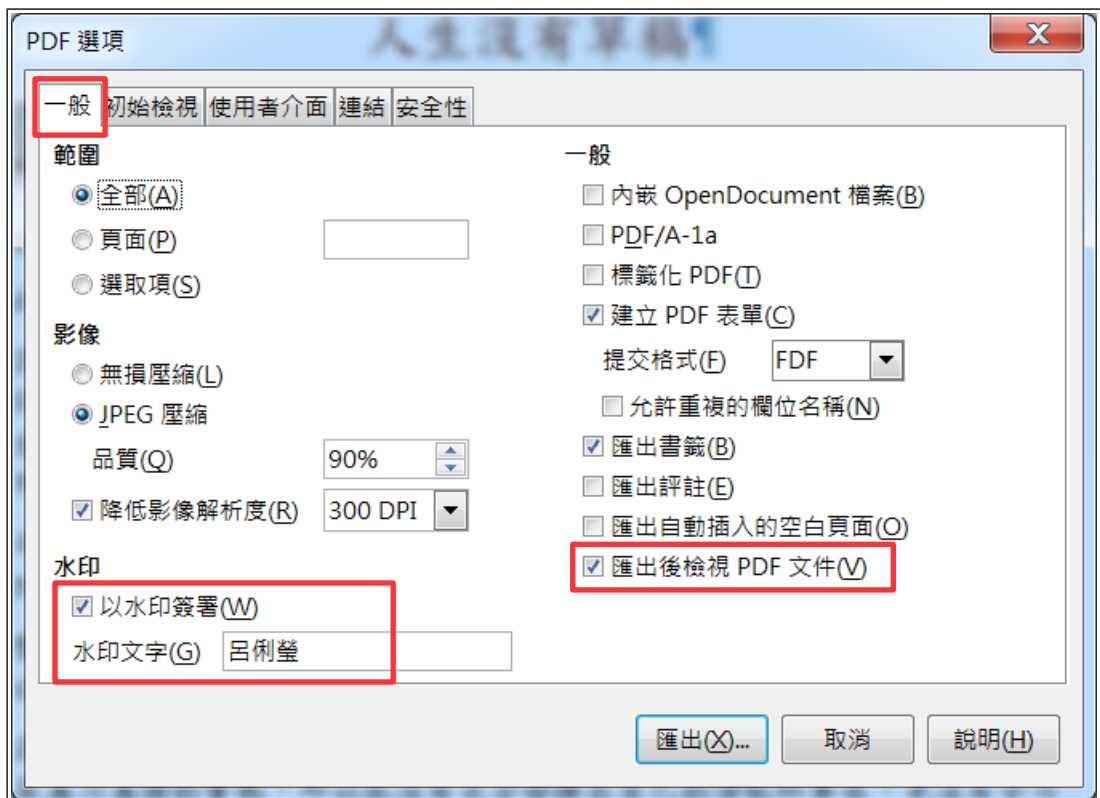 人生沒有草稿¶
PDF 選項
一般 初始檢視 使用者介面 連結 安全性
範圍
全部(A)
頁面(P)
選取項(S)
影像
無損壓縮(L)
JPEG 壓縮
品質(Q) 90%
降低影像解析度(R) 300 DPI
水印
以水印簽署(W)
水印文字(G) 呂俐瑩
一般
內嵌 OpenDocument 檔案(B)
PDF/A-1a
標籤化 PDF(T)
建立 PDF 表單(C)
提交格式(F) FDF
允許重複的欄位名稱(N)
匯出書籤(B)
匯出評註(E)
匯出自動插入的空白頁面(O)
匯出後檢視 PDF 文件(V)
匯出(X)... 取消 說明(H)